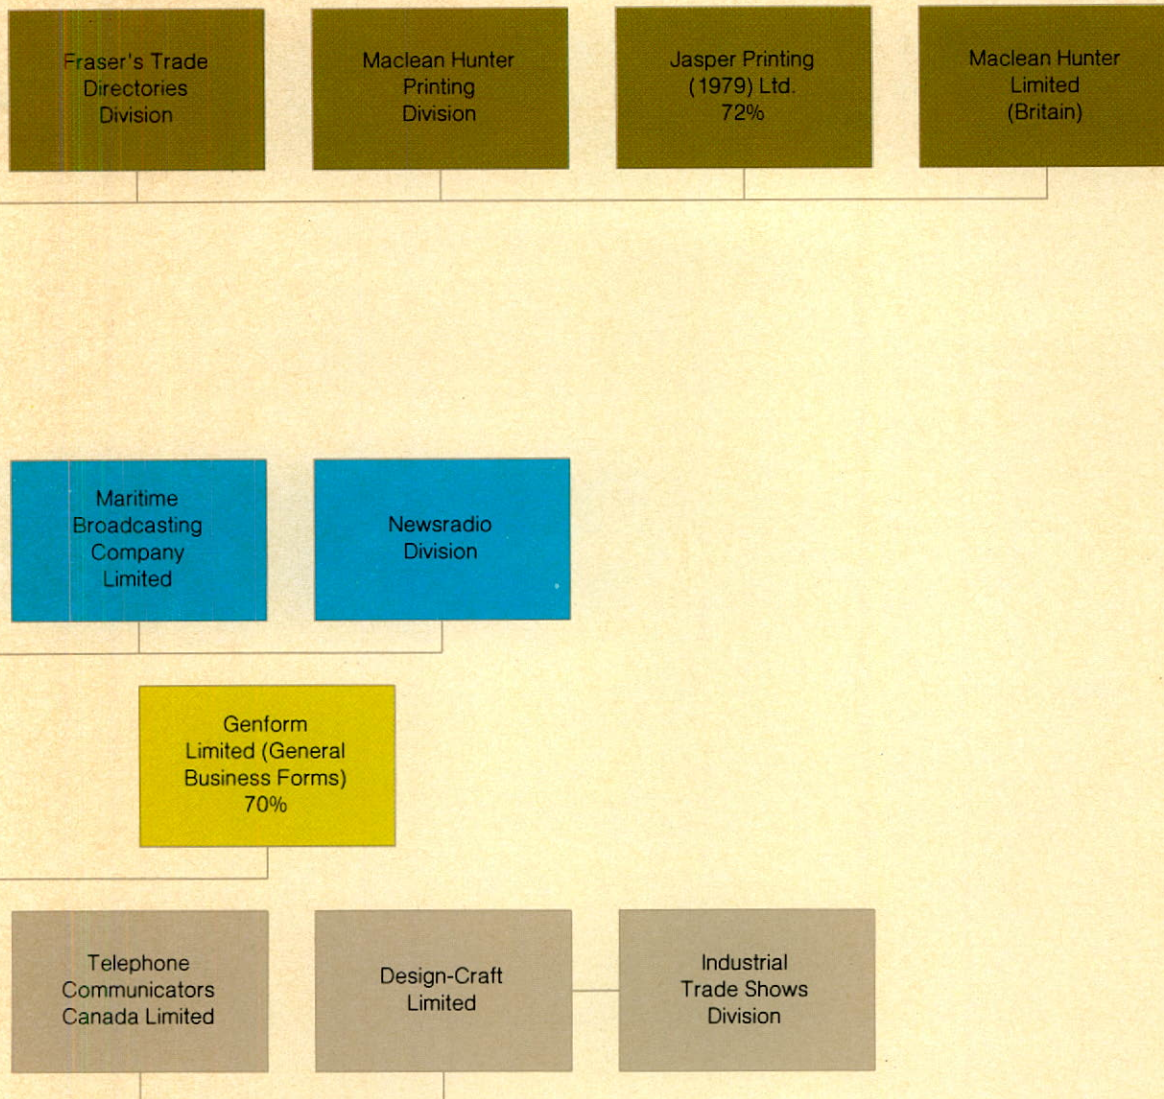 Fraser's Trade
Directories
Division
Maclean Hunter
Printing
Division
Jasper Printing
(1979) Ltd.
72%
Maclean Hunter
Limited
(Britain)
Maritime
Broadcasting
Company
Limited
Newsradio
Division
Genform
Limited (General
Business Forms)
70%
Telephone
Communicators
Canada Limited
Design-Craft
Limited
Industrial
Trade Shows
Division